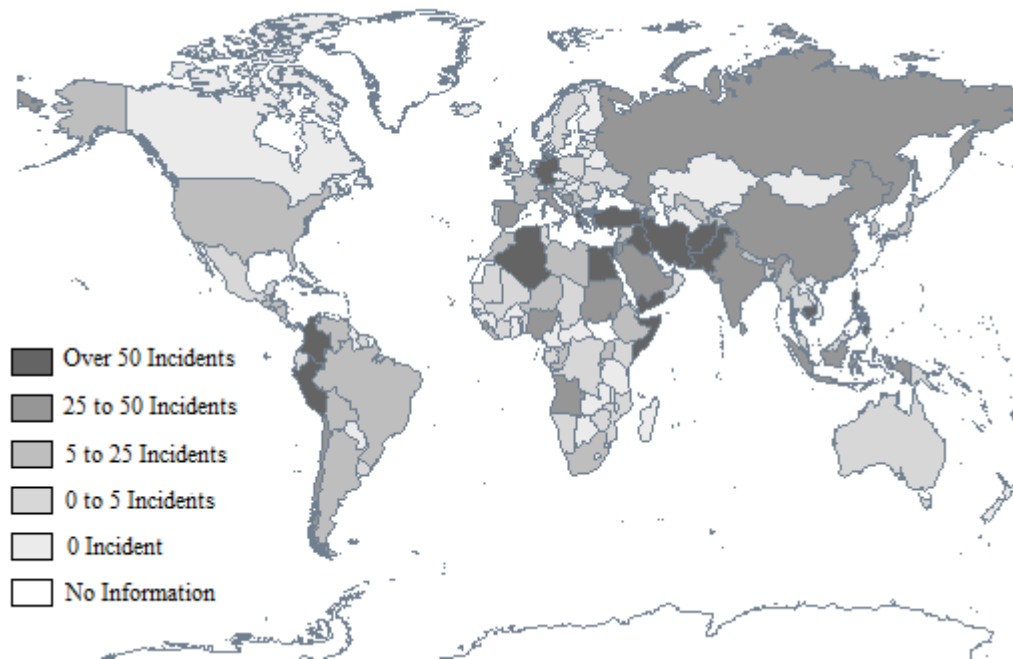 Over 50 Incidents
25 to 50 Incidents
5 to 25 Incidents
0 to 5 Incidents
0 Incident
No Information